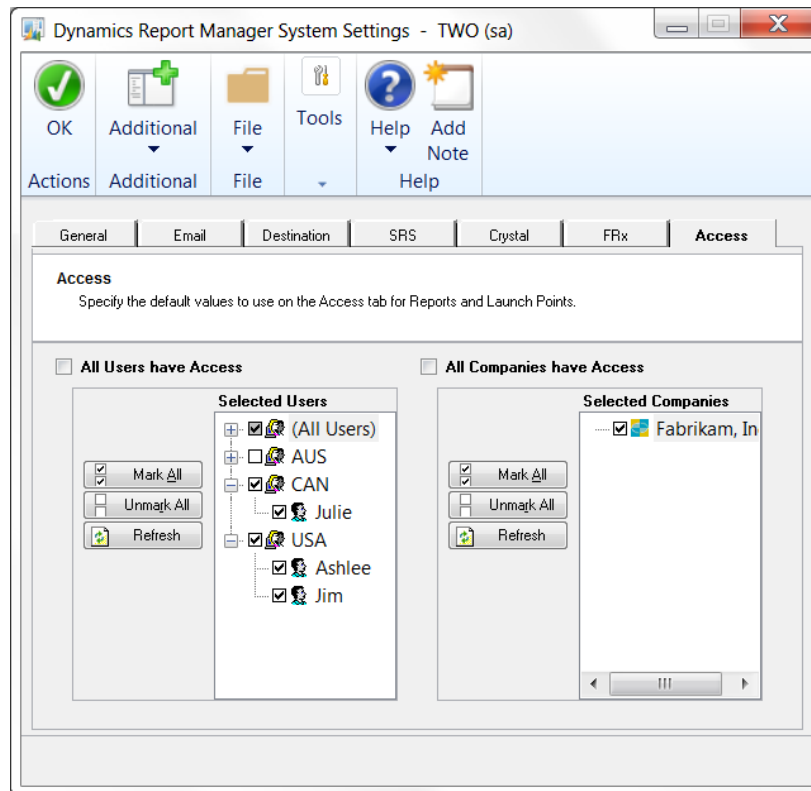 Dynamics Report Manager System Settings - TWO (sa)
OK
Additional
File
Tools
Help
Add Note
Actions
Additional
File
Help
General
Email
Destination
SRS
Crystal
FRx
Access
Access
Specify the default values to use on the Access tab for Reports and Launch Points.
All Users have Access
All Companies have Access
Selected Users
(All Users)
AUS
CAN
Julie
USA
Ashlee
Jim
Mark All
Unmark All
Refresh
Selected Companies
Fabrikam, In
Mark All
Unmark All
Refresh